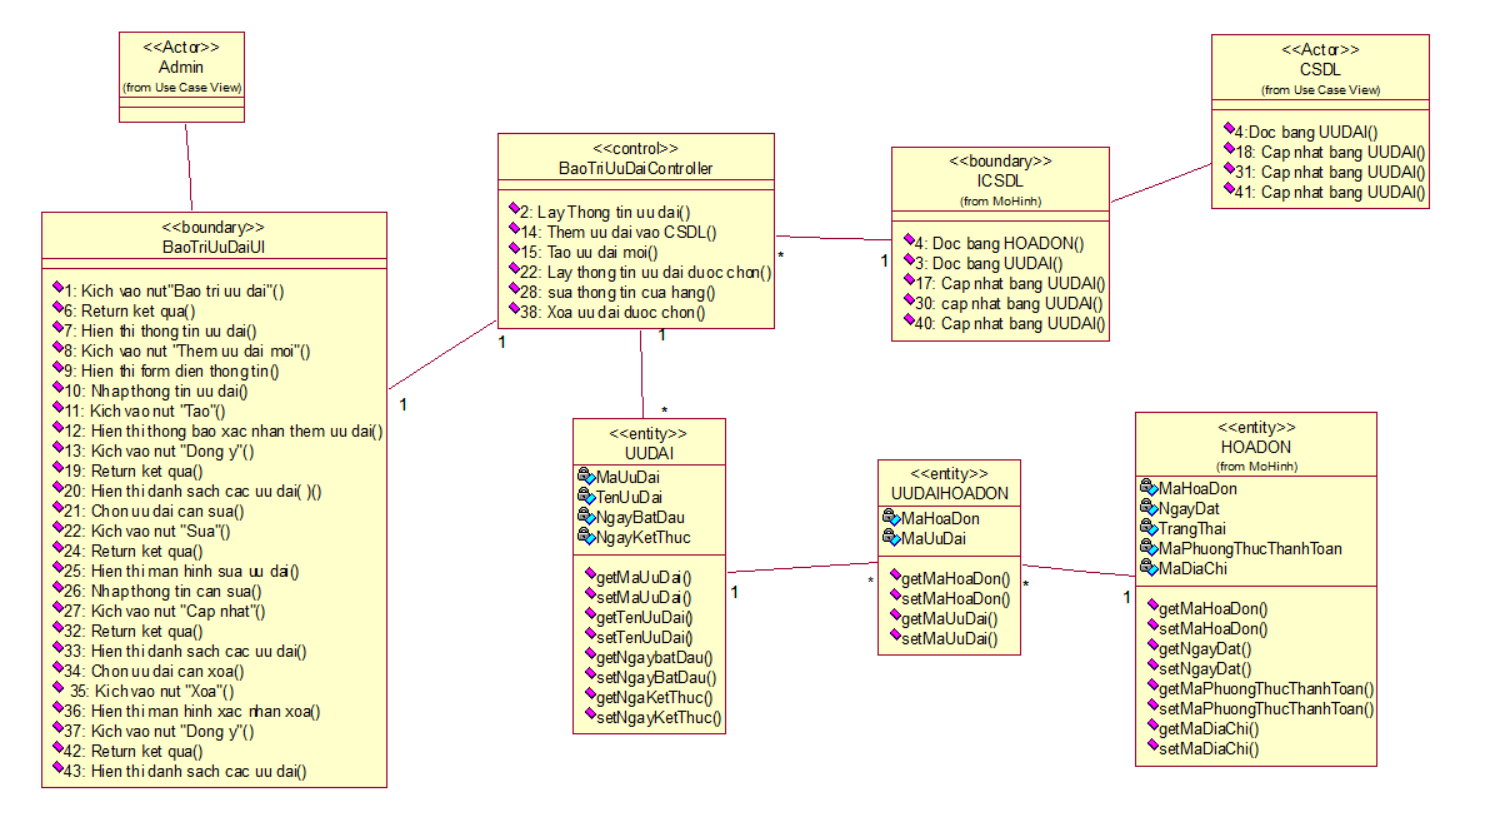 <<Actor>>
Admin
(from Use Case View)
<<boundary>>
BaoTriUuDaiUI
1: Kich vao nut"Bao tri uu dai"()
6: Return ket qua()
7: Hien thi thong tin uu dai()
8: Kich vao nut "Them uu dai moi"()
9: Hien thi form dien thong tin()
10: Nhap thong tin uu dai()
11: Kich vao nut "Tao"()
12: Hien thi thong bao xac nhan them uu dai()
13: Kich vao nut "Dong y"()
19: Return ket qua()
20: Hien thi danh sach cac uu dai( )()
21: Chon uu dai can sua()
22: Kich vao nut "Sua"()
24: Return ket qua()
25: Hien thi man hinh sua uu dai()
26: Nhap thong tin can sua()
27: Kich vao nut "Cap nhat"()
32: Return ket qua()
33: Hien thi danh sach cac uu dai()
34: Chon uu dai can xoa()
35: Kich vao nut "Xoa"()
36: Hien thi man hinh xac nhan xoa()
37: Kich vao nut "Dong y"()
42: Return ket qua()
43: Hien thi danh sach cac uu dai()
1
1
<<control>>
BaoTriUuDaiController
2: Lay Thong tin uu dai()
14: Them uu dai vao CSDL()
15: Tao uu dai moi()
22: Lay thong tin uu dai duoc chon()
28: sua thong tin cua hang()
38: Xoa uu dai duoc chon()
*
1
1
*
<<boundary>>
ICSDL
(from MoHinh)
4: Doc bang HOADON()
3: Doc bang UUDAI()
17: Cap nhat bang UUDAI()
30: cap nhat bang UUDAI()
40: Cap nhat bang UUDAI()
<<Actor>>
CSDL
(from Use Case View)
4:Doc bang UUDAI()
18: Cap nhat bang UUDAI()
31: Cap nhat bang UUDAI()
41: Cap nhat bang UUDAI()
<<entity>>
UUDAI
MaUuDai
TenUuDai
NgayBatDau
NgayKetThuc
getMaUuDai()
setMaUuDai()
getTenUuDai()
setTenUuDai()
getNgaybatDau()
setNgayBatDau()
getNgaKetThuc()
setNgayKetThuc()
1
*
<<entity>>
UUDAIHOADON
MaHoaDon
MaUuDai
getMaHoaDon()
setMaHoaDon()
getMaUuDai()
setMaUuDai()
*
1
<<entity>>
HOADON
(from MoHinh)
MaHoaDon
NgayDat
TrangThai
MaPhuongThucThanhToan
MaDiaChi
getMaHoaDon()
setMaHoaDon()
getNgayDat()
setNgayDat()
getMaPhuongThucThanhToan()
setMaPhuongThucThanhToan()
getMaDiaChi()
setMaDiaChi()